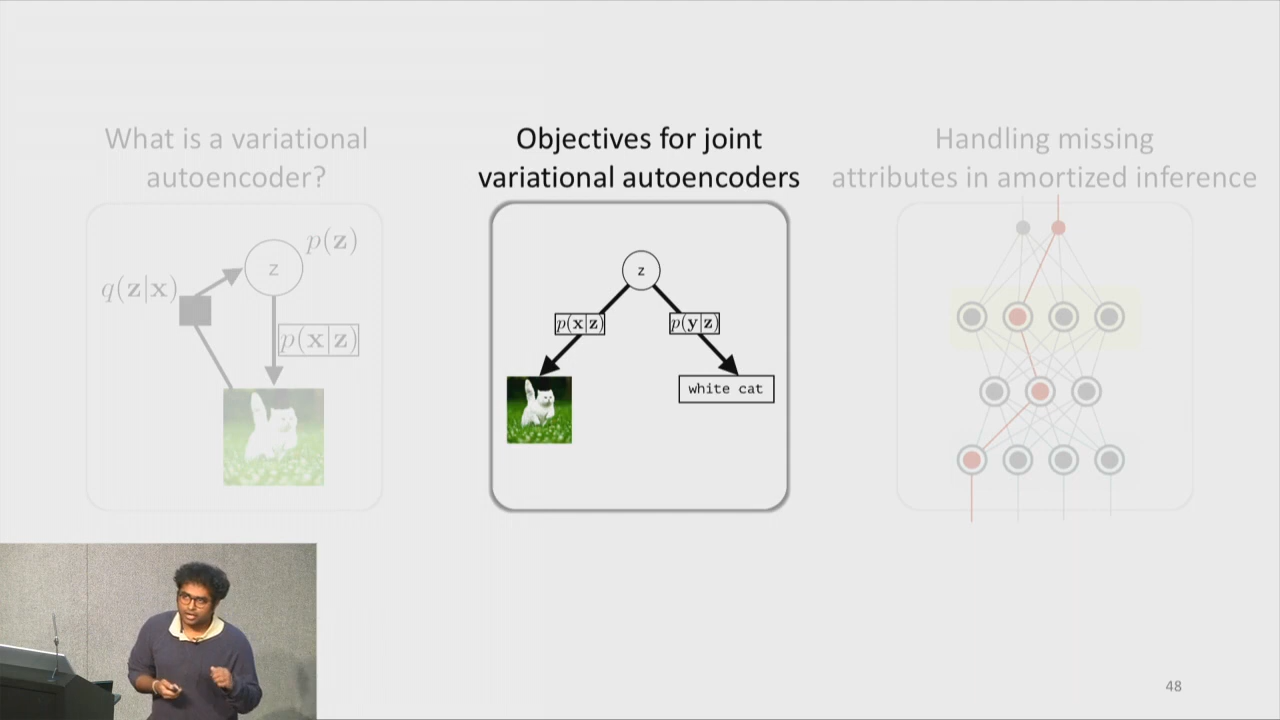 What is a variational
autoencoder?
p(z)
z
q(z|x)
p(x|z)
Objectives for joint
variational autoencoders
z
p(x|z)
p(y|z)
white cat
Handling missing
attributes in amortized inference
48